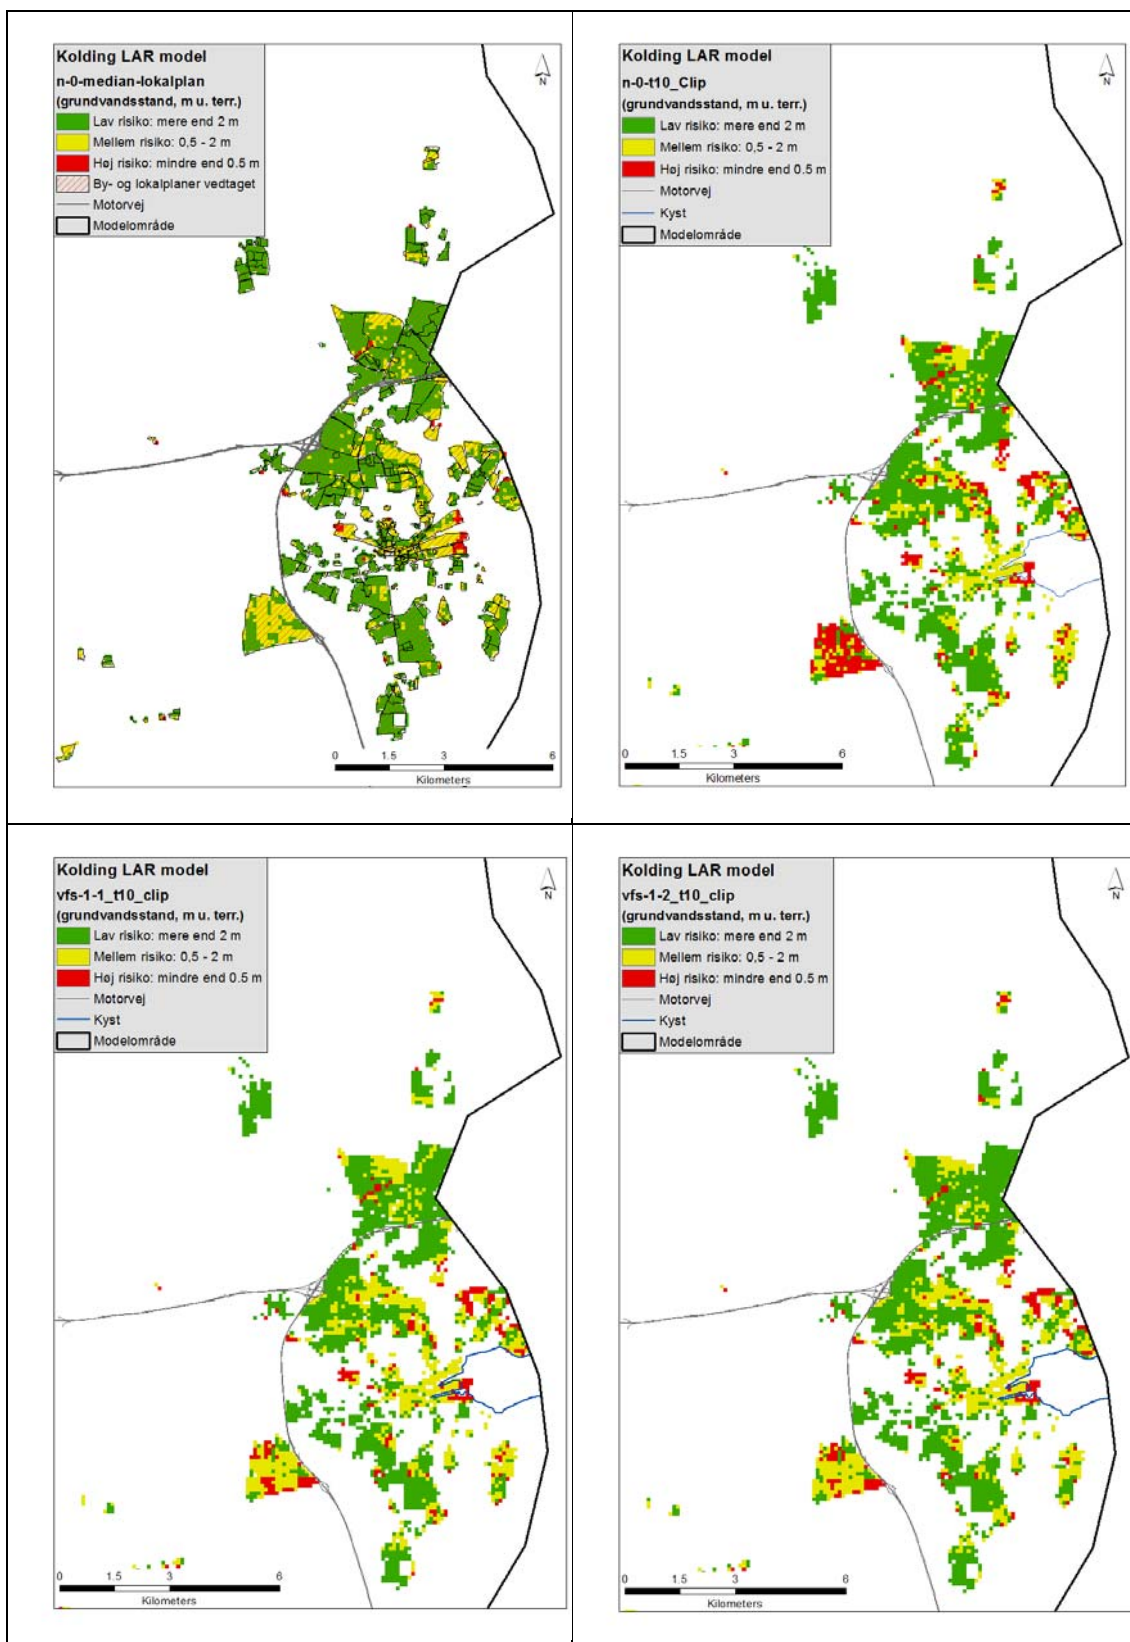 Kolding LAR model
n-0-median-lokalplan
(grundvandsstand, m u. terr.)
Lav risiko: mere end 2 m
Mellem risiko: 0,5 - 2 m
Høj risiko: mindre end 0.5 m
By- og lokalplaner vedtaget
Motorvej
Modelområde
N
0 1.5 3 6
Kilometers
Kolding LAR model
n-0-t10_Clip
(grundvandsstand, m u. terr.)
Lav risiko: mere end 2 m
Mellem risiko: 0,5 - 2 m
Høj risiko: mindre end 0.5 m
Motorvej
Kyst
Modelområde
N
0 1.5 3 6
Kilometers
Kolding LAR model
vfs-1-1_t10_clip
(grundvandsstand, m u. terr.)
Lav risiko: mere end 2 m
Mellem risiko: 0,5 - 2 m
Høj risiko: mindre end 0.5 m
Motorvej
Kyst
Modelområde
N
0 1.5 3 6
Kilometers
Kolding LAR model
vfs-1-2_t10_clip
(grundvandsstand, m u. terr.)
Lav risiko: mere end 2 m
Mellem risiko: 0,5 - 2 m
Høj risiko: mindre end 0.5 m
Motorvej
Kyst
Modelområde
N
0 1.5 3 6
Kilometers